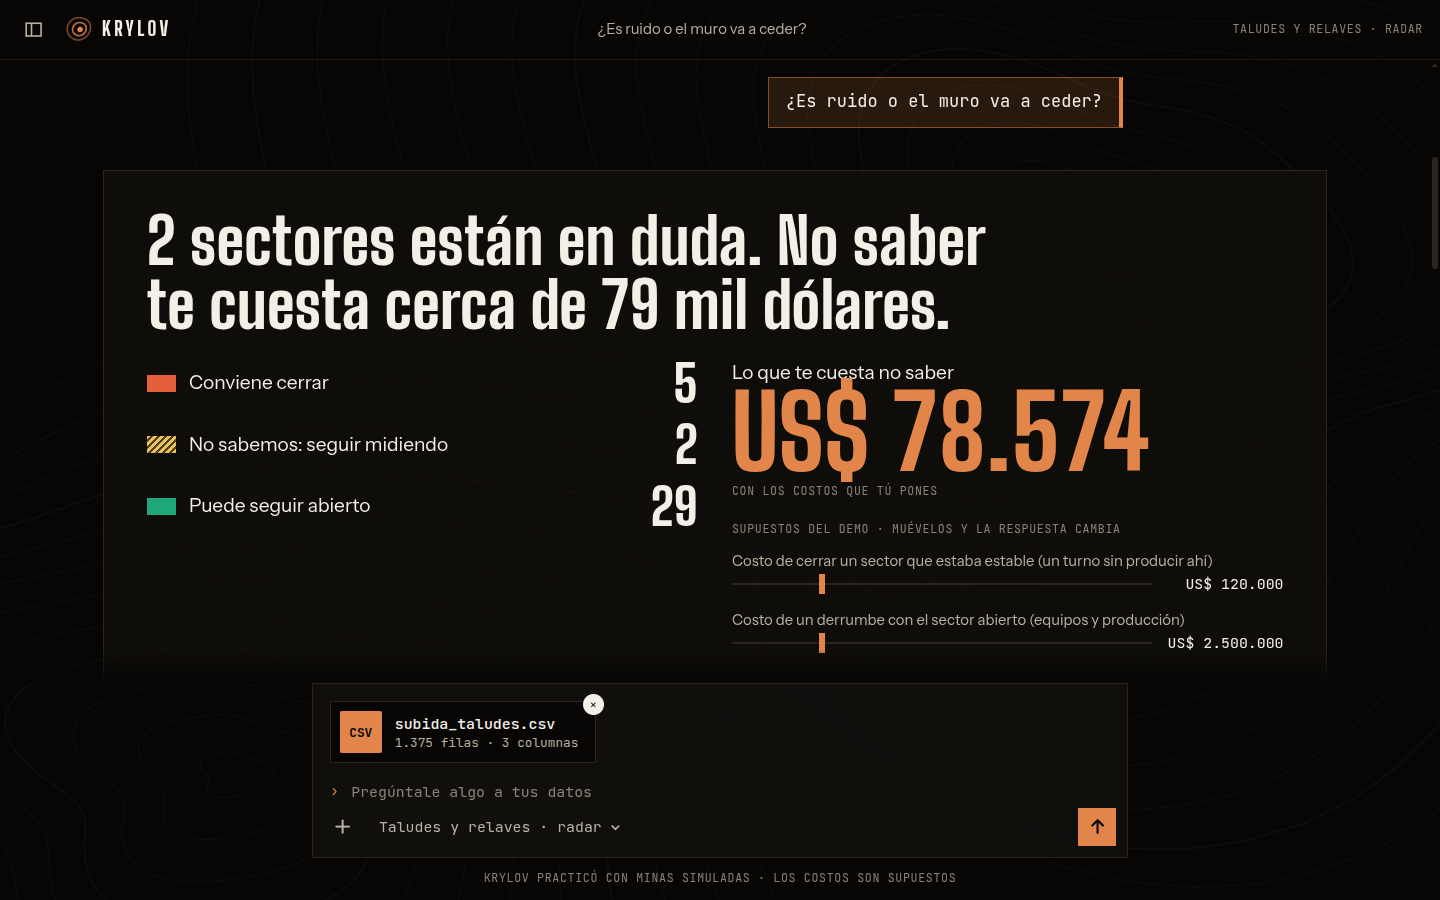 KRYLOV
¿Es ruido o el muro va a ceder?
TALUDES Y RELAVES · RADAR
¿Es ruido o el muro va a ceder?
2 sectores están en duda. No saber
te cuesta cerca de 79 mil dólares.
Conviene cerrar
5
No sabemos: seguir midiendo
2
Puede seguir abierto
29
Lo que te cuesta no saber
US$ 78.574
CON LOS COSTOS QUE TÚ PONES
SUPUESTOS DEL DEMO · MUÉVELOS Y LA RESPUESTA CAMBIA
Costo de cerrar un sector que estaba estable (un turno sin producir ahí)
US$ 120.000
Costo de un derrumbe con el sector abierto (equipos y producción)
US$ 2.500.000
CSV
subida_taludes.csv
1.375 filas · 3 columnas
×
› Pregúntale algo a tus datos
Taludes y relaves · radar
KRYLOV PRACTICÓ CON MINAS SIMULADAS · LOS COSTOS SON SUPUESTOS